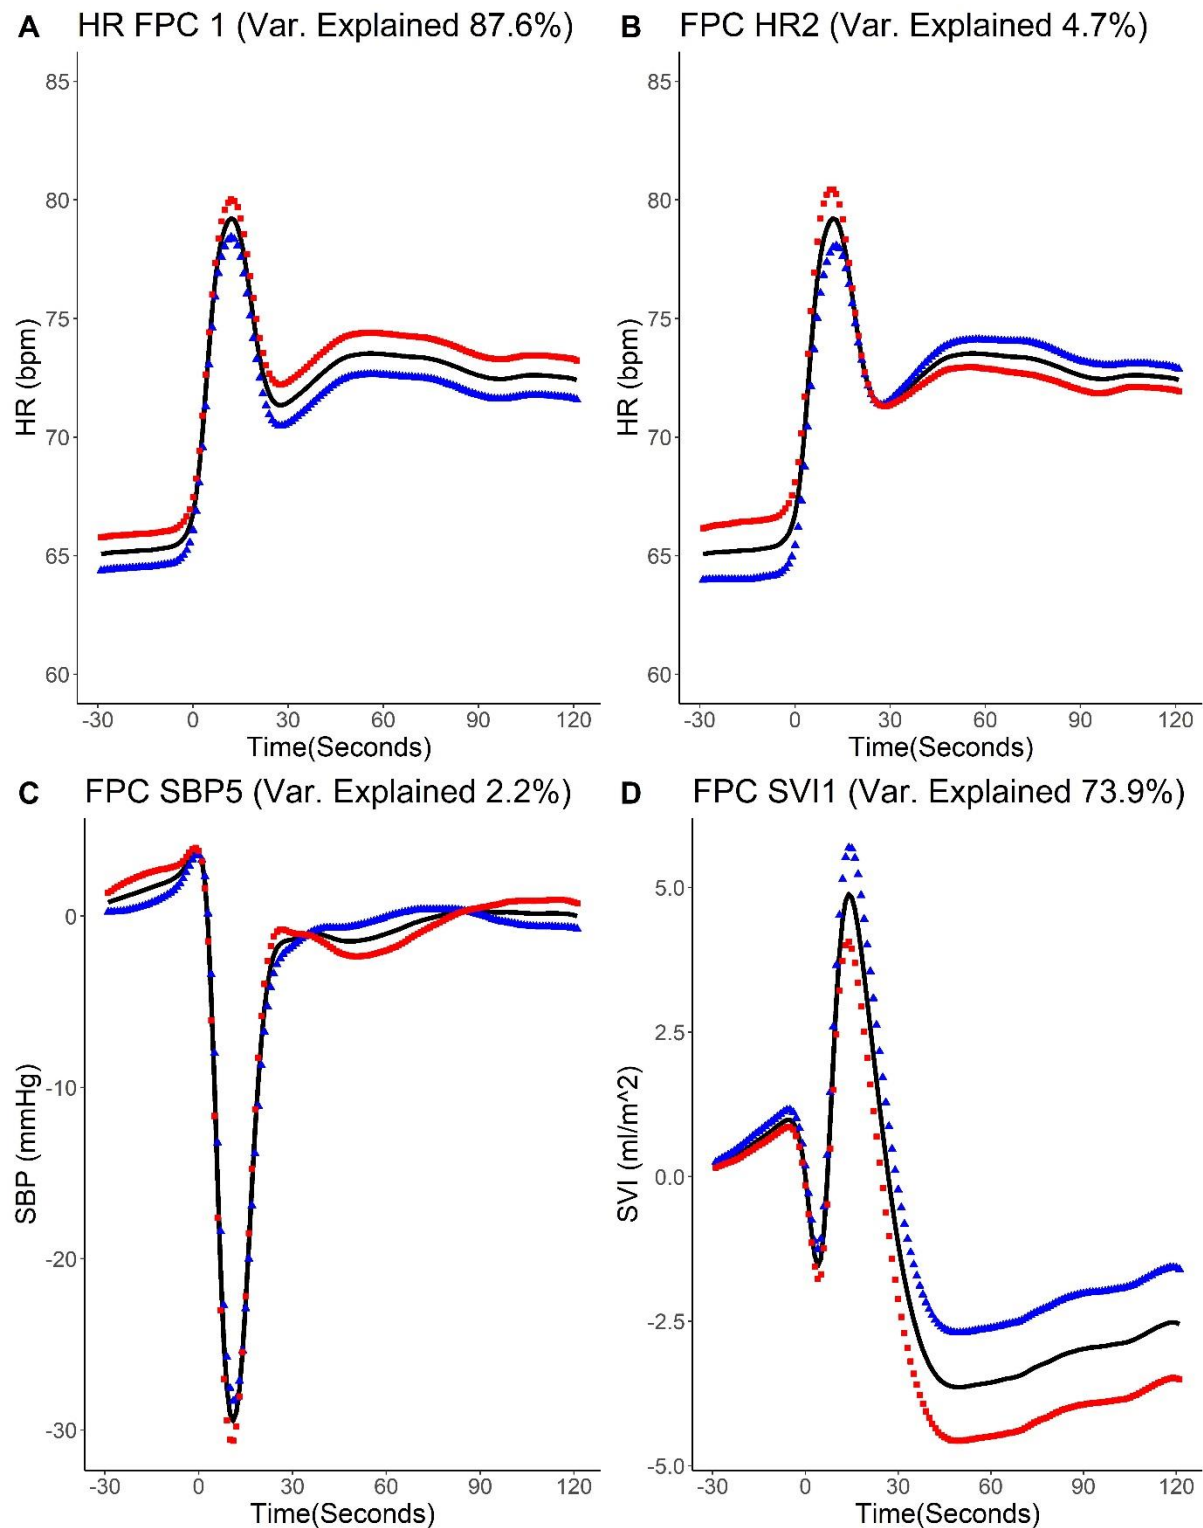 A HR FPC 1 (Var. Explained 87.6%)
85
80
75
70
65
60
HR (bpm)
-30 0 30 60 90 120
Time(Seconds)
B FPC HR2 (Var. Explained 4.7%)
85
80
75
70
65
60
HR (bpm)
-30 0 30 60 90 120
Time(Seconds)
C FPC SBP5 (Var. Explained 2.2%)
0
-10
-20
-30
SBP (mmHg)
-30 0 30 60 90 120
Time(Seconds)
D FPC SVI1 (Var. Explained 73.9%)
5.0
2.5
0.0
-2.5
-5.0
SVI (ml/m^2)
-30 0 30 60 90 120
Time(Seconds)